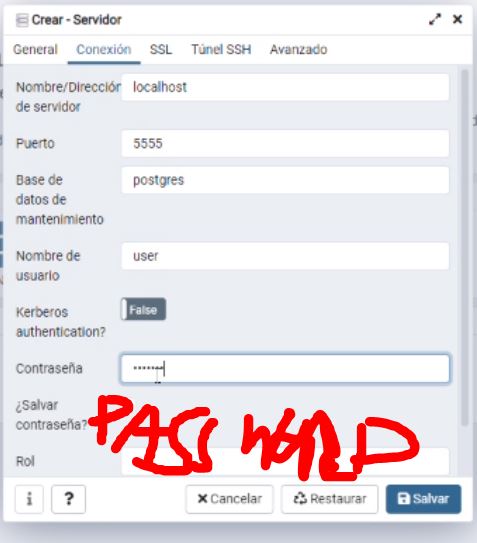 Crear - Servidor
General Conexión SSL Túnel SSH Avanzado
Nombre/Dirección localhost
de servidor
Puerto 5555
Base de postgres
datos de
mantenimiento
Nombre de user
usuario
Kerberos False
authentication?
Contraseña
¿Salvar
contraseña?
PASSWORD
Rol
i ? Cancelar Restaurar Salvar